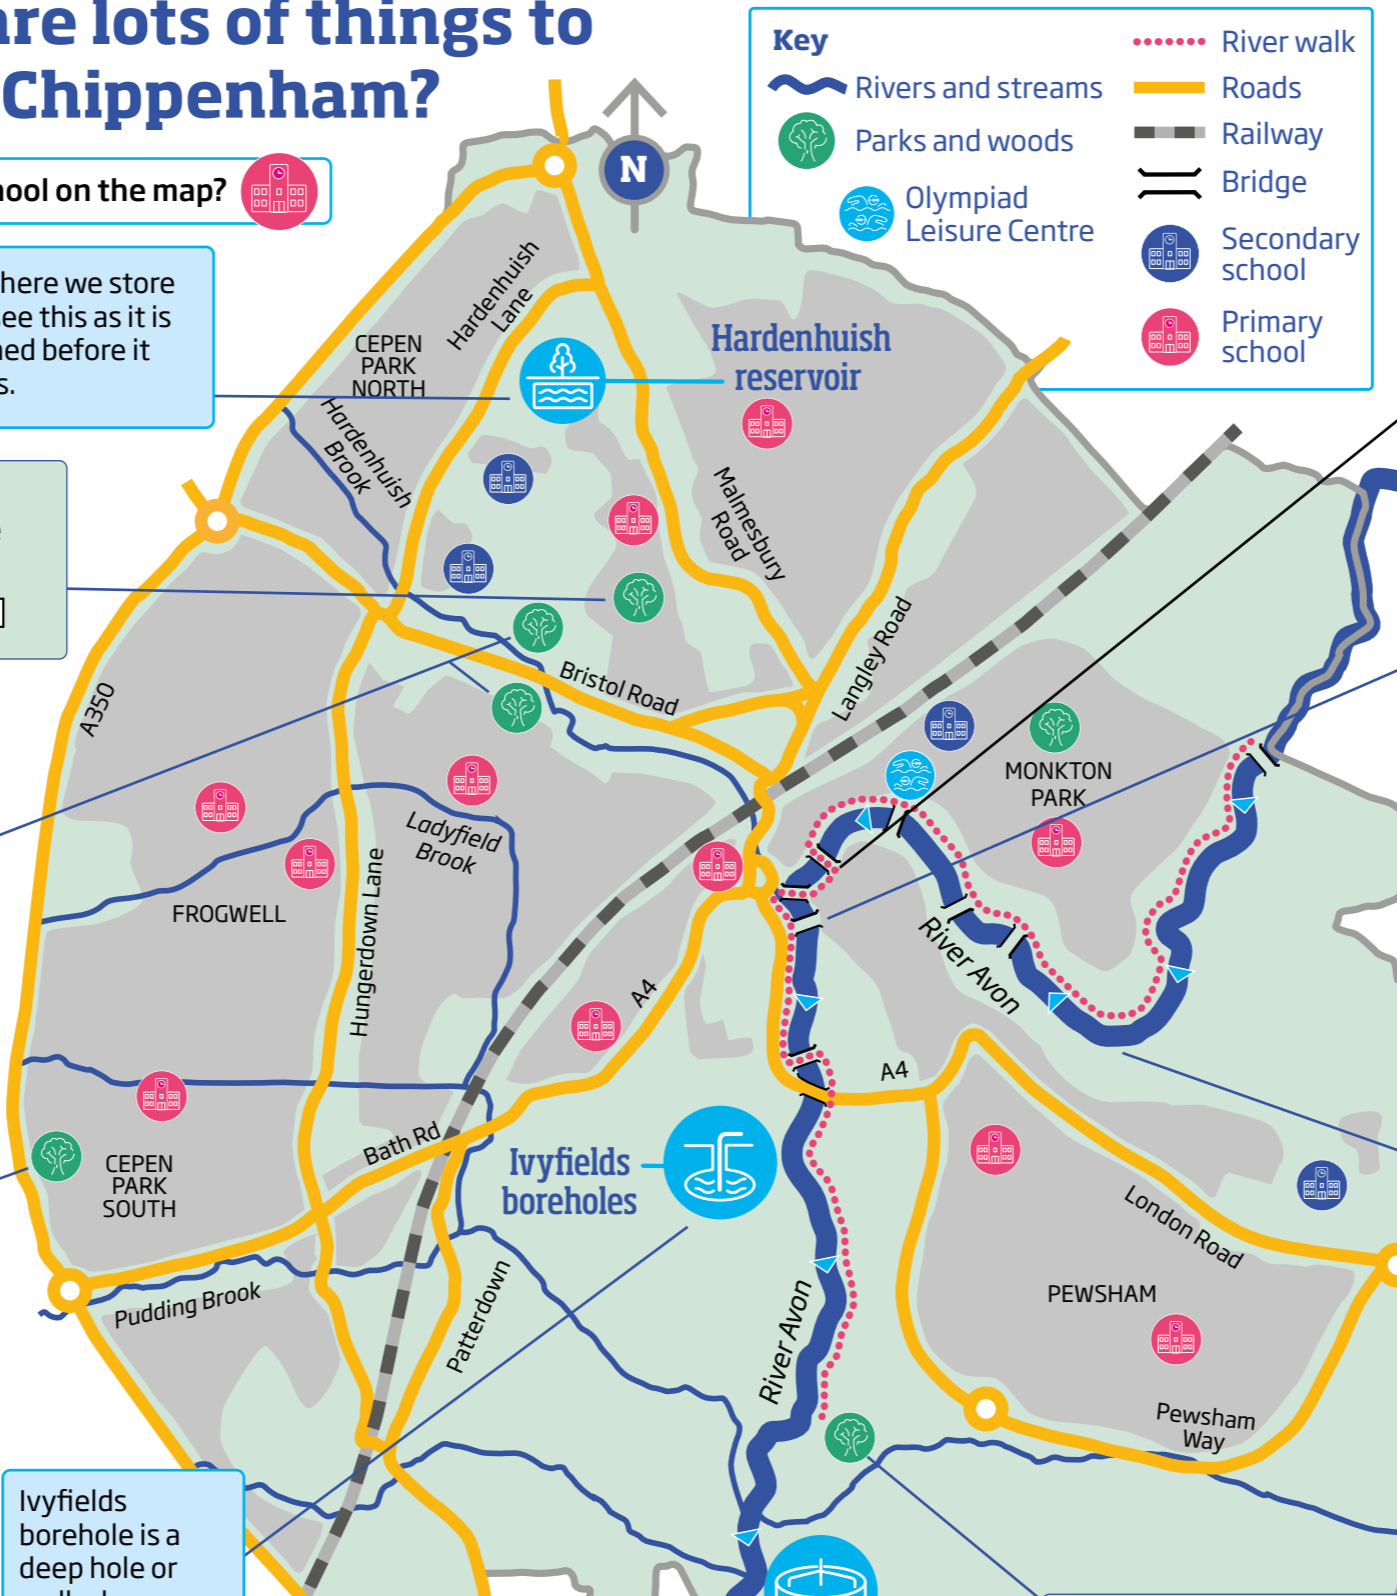 are lots of things to
Chippenham?
Key
Rivers and streams
Parks and woods
Olympiad
Leisure Centre
River walk
Roads
Railway
Bridge
Secondary
school
Primary
school
N
on the map?
here we store
see this as it is
before it
Hardenhuish
Lane
CEPEN
PARK
NORTH
Hardenhuish
reservoir
Hardenhuish
Brook
Malmesbury
Road
Langley Road
Bristol Road
A350
MONKTON
PARK
Ladyfield
Brook
FROGWELL
Hungerdown Lane
River Avon
A4
A4
Bath Rd
CEPEN
PARK
SOUTH
Ivyfields
boreholes
London Road
Pudding Brook
Patterdown
River Avon
PEWSHAM
Pewsham
Way
Ivyfields
borehole is a
deep hole or